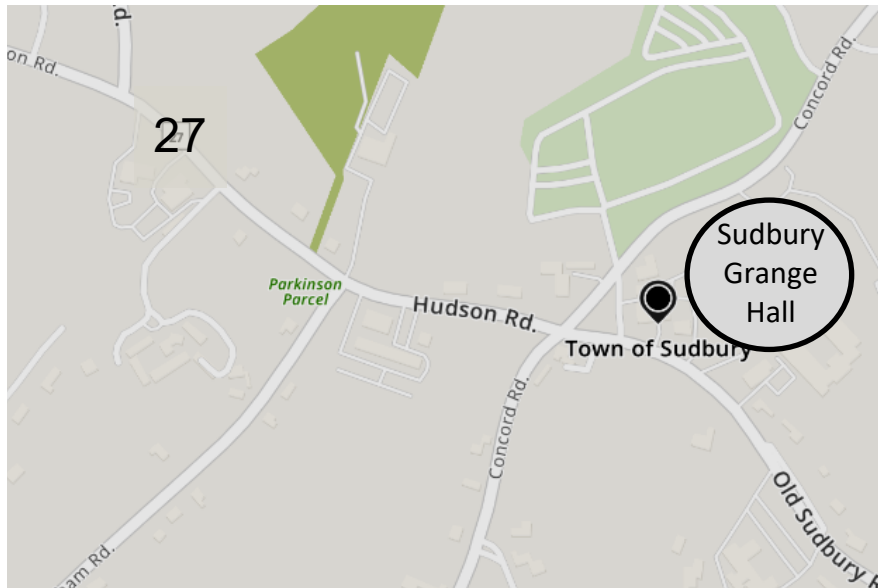 d.
on Rd.
27
27
Concord Rd.
Sudbury
Grange
Hall
Parkinson
Parcel
Hudson Rd.
Town of Sudbury
Concord Rd.
Old Sudbury R
am Rd.